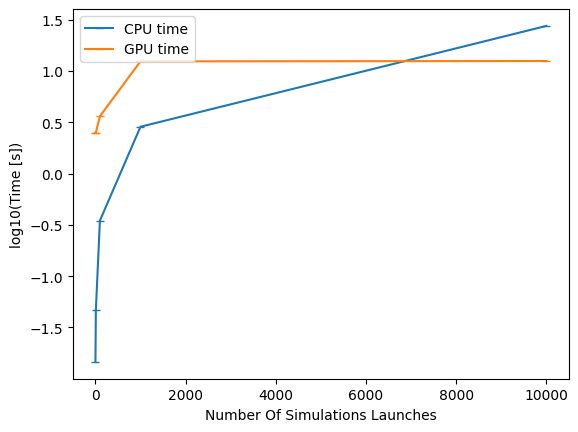 CPU time
GPU time
1.5
1.0
0.5
0.0
−0.5
−1.0
−1.5
log10(Time [s])
0 2000 4000 6000 8000 10000
Number Of Simulations Launches